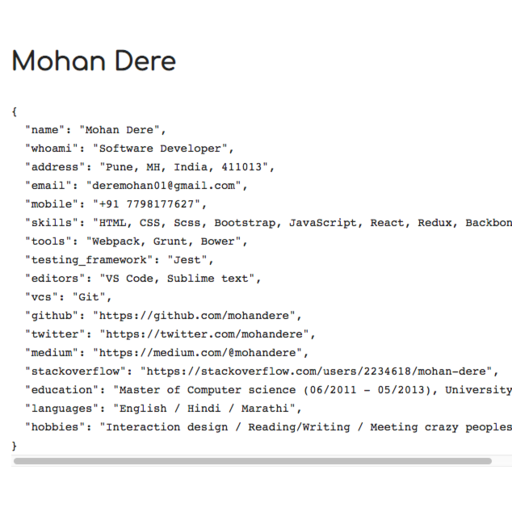 Mohan Dere
{
"name": "Mohan Dere",
"whoami": "Software Developer",
"address": "Pune, MH, India, 411013",
"email": "deremohan01@gmail.com",
"mobile": "+91 7798177627",
"skills": "HTML, CSS, Scss, Bootstrap, JavaScript, React, Redux, Backbon
"tools": "Webpack, Grunt, Bower",
"testing_framework": "Jest",
"editors": "VS Code, Sublime text",
"vcs": "Git",
"github": "https://github.com/mohandere",
"twitter": "https://twitter.com/mohandere",
"medium": "https://medium.com/@mohandere",
"stackoverflow": "https://stackoverflow.com/users/2234618/mohan-dere",
"education": "Master of Computer science (06/2011 - 05/2013), University
"languages": "English / Hindi / Marathi",
"hobbies": "Interaction design / Reading/Writing / Meeting crazy peoples
}